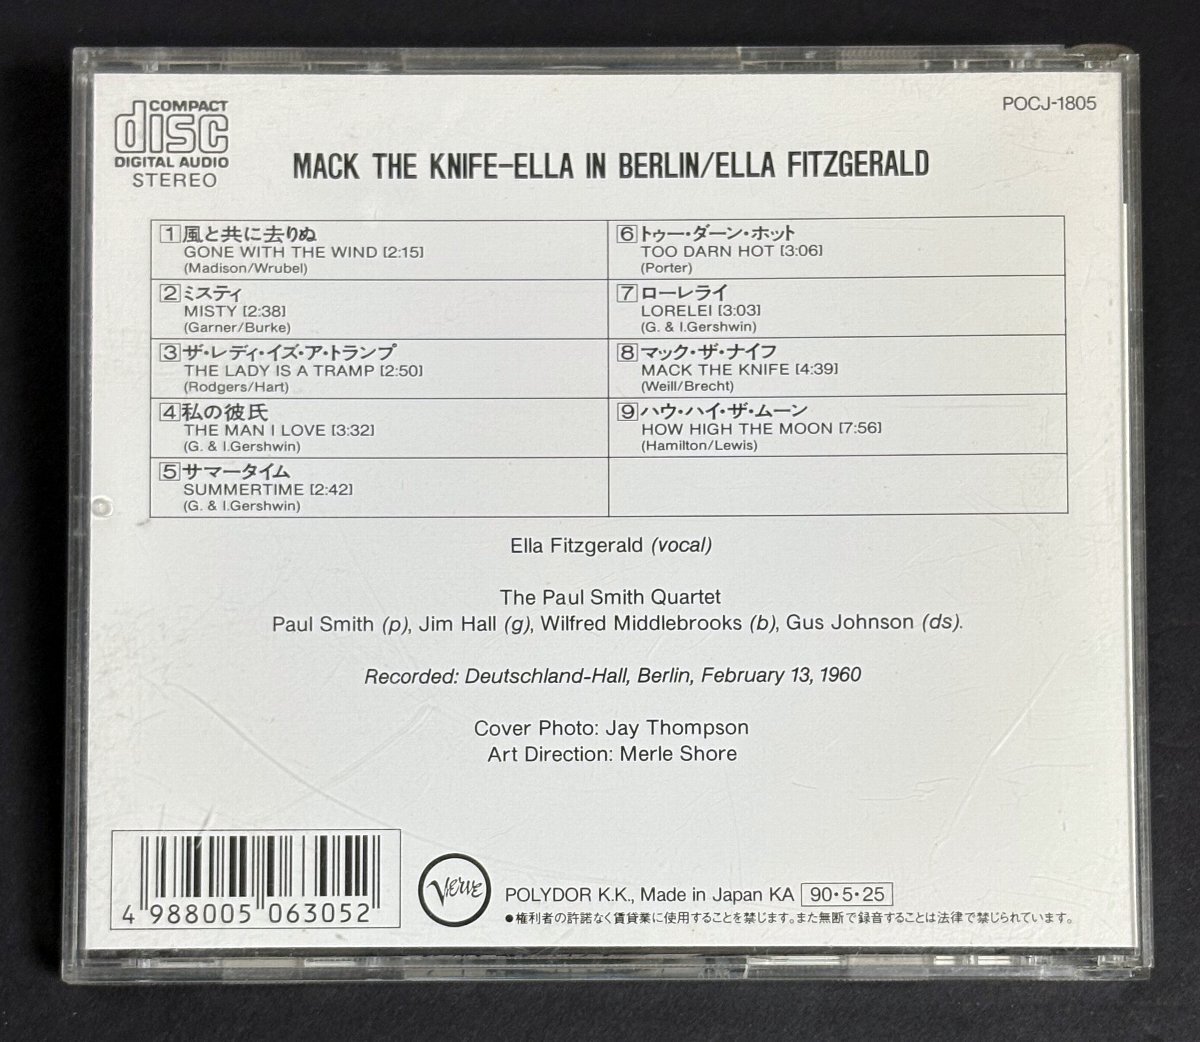 COMPACT
disc
DIGITAL AUDIO
STEREO
POCJ-1805
MACK THE KNIFE–ELLA IN BERLIN/ELLA FITZGERALD
1 風と共に去りぬ
GONE WITH THE WIND [2:15]
(Madison/Wrubel)
2 ミスティ
MISTY [2:38]
(Garner/Burke)
3 ザ・レディ・イズ・ア・トランプ
THE LADY IS A TRAMP [2:50]
(Rodgers/Hart)
4 私の彼氏
THE MAN I LOVE [3:32]
(G. & I.Gershwin)
5 サマータイム
SUMMERTIME [2:42]
(G. & I.Gershwin)
6 トゥー・ダーン・ホット
TOO DARN HOT [3:06]
(Porter)
7 ローレライ
LORELEI [3:03]
(G. & I.Gershwin)
8 マック・ザ・ナイフ
MACK THE KNIFE [4:39]
(Weill/Brecht)
9 ハウ・ハイ・ザ・ムーン
HOW HIGH THE MOON [7:56]
(Hamilton/Lewis)
Ella Fitzgerald (vocal)
The Paul Smith Quartet
Paul Smith (p), Jim Hall (g), Wilfred Middlebrooks (b), Gus Johnson (ds).
Recorded: Deutschland-Hall, Berlin, February 13, 1960
Cover Photo: Jay Thompson
Art Direction: Merle Shore
4 988005 063052
Verve
POLYDOR K.K., Made in Japan KA 90・5・25
●権利者の許諾なく賃貸業に使用することを禁じます。また無断で録音することは法律で禁じられています。